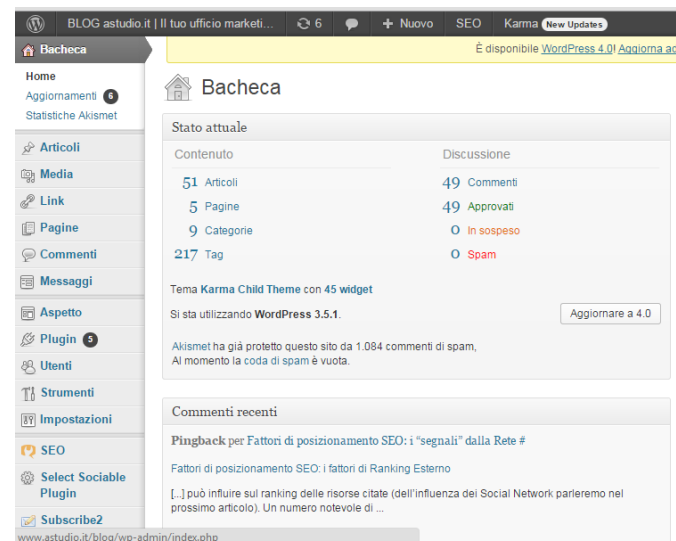 BLOG astudio.it | Il tuo ufficio marketi... 6 + Nuovo SEO Karma New Updates
Bacheca
È disponibile WordPress 4.0! Aggiorna ac
Home
Aggiornamenti 6
Statistiche Akismet
Articoli
Media
Link
Pagine
Commenti
Messaggi
Aspetto
Plugin 5
Utenti
Strumenti
Impostazioni
SEO
Select Sociable
Plugin
Subscribe2
www.astudio.it/blog/wp-admin/index.php
Bacheca
Stato attuale
Contenuto
51 Articoli
5 Pagine
9 Categorie
217 Tag
Discussione
49 Commenti
49 Approvati
0 In sospeso
0 Spam
Tema Karma Child Theme con 45 widget
Si sta utilizzando WordPress 3.5.1.
Aggiornare a 4.0
Akismet ha già protetto questo sito da 1.084 commenti di spam,
Al momento la coda di spam è vuota.
Commenti recenti
Pingback per Fattori di posizionamento SEO: i “segnali” dalla Rete #
Fattori di posizionamento SEO: i fattori di Ranking Esterno
[...] può influire sul ranking delle risorse citate (dell'influenza dei Social Network parleremo nel
prossimo articolo). Un numero notevole di ...